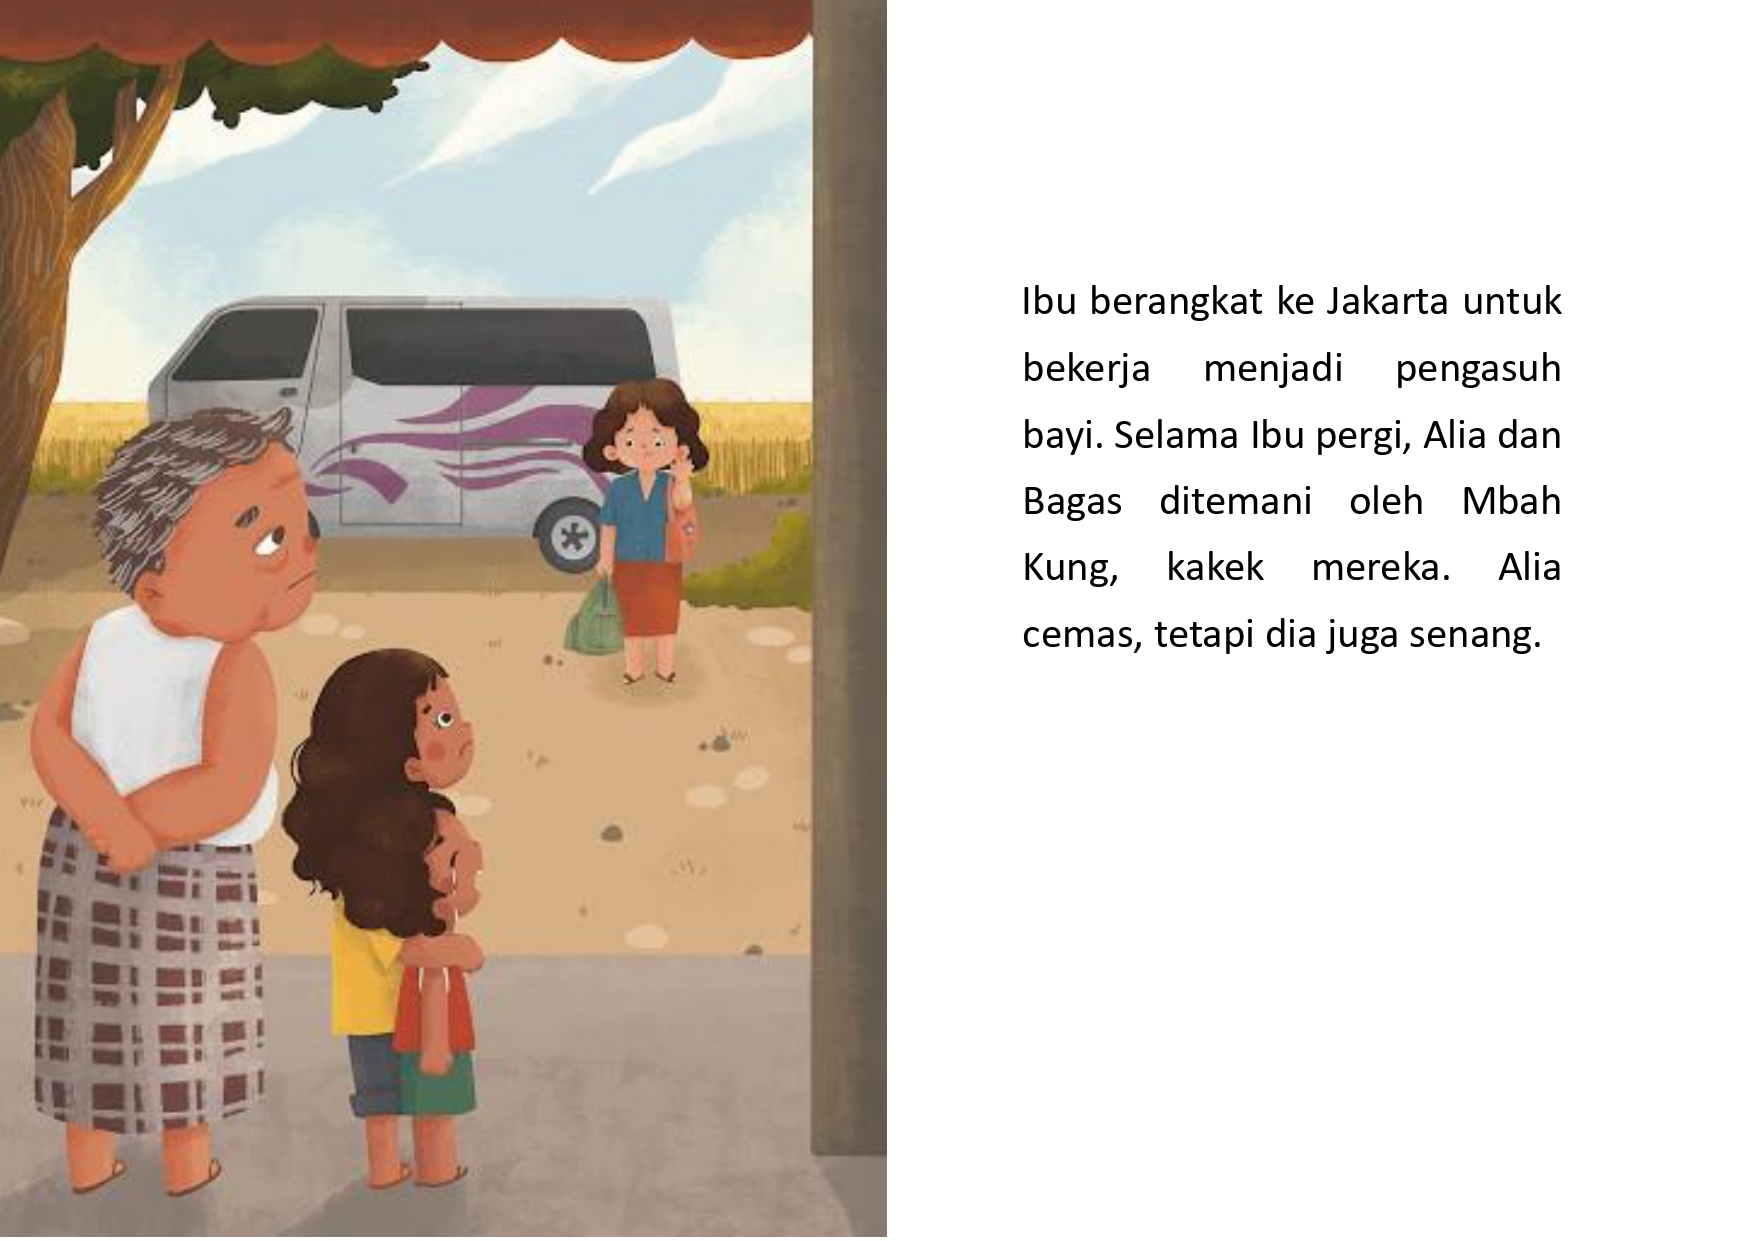 Ibu berangkat ke Jakarta untuk
bekerja menjadi pengasuh
bayi. Selama Ibu pergi, Alia dan
Bagas ditemani oleh Mbah
Kung, kakek mereka. Alia
cemas, tetapi dia juga senang.